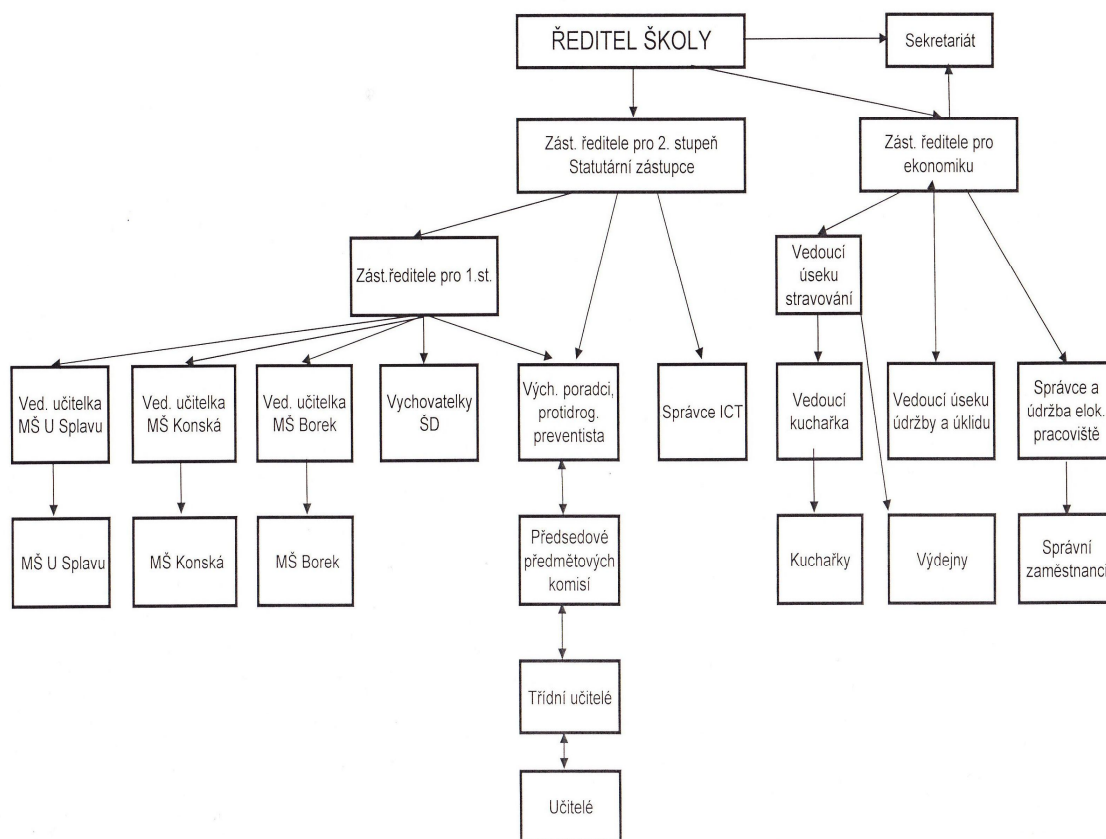 ŘEDITEL ŠKOLY
Sekretariát
Zást. ředitele pro 2. stupeň
Statutární zástupce
Zást. ředitele pro
ekonomiku
Zást.ředitele pro 1.st.
Vedoucí
úseku
stravování
Ved. učitelka
MŠ U Splavu
Ved. učitelka
MŠ Konská
Ved. učitelka
MŠ Borek
Vychovatelky
ŠD
Vých. poradci,
protidrog.
preventista
Správce ICT
Vedoucí
kuchařka
Vedoucí úseku
údržby a úklidu
Správce a
údržba elok.
pracoviště
MŠ U Splavu
MŠ Konská
MŠ Borek
Předsedové
předmětových
komisí
Kuchařky
Výdejny
Správní
zaměstnanci
Třídní učitelé
Učitelé